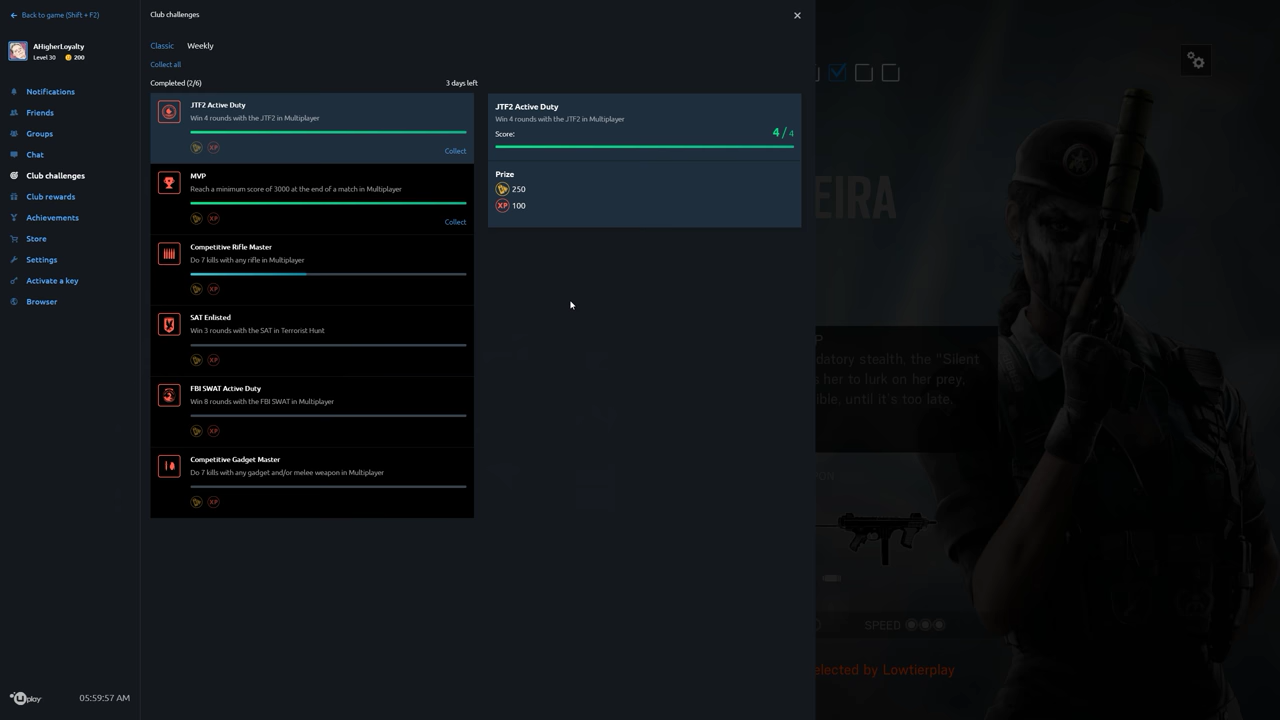 Back to game (Shift + F2)
AHigherLoyalty
Level 30 200
Notifications
Friends
Groups
Chat
Club challenges
Club rewards
Achievements
Store
Settings
Activate a key
Browser
uplay
05:59:57 AM
Club challenges
Classic Weekly
Collect all
Completed (2/6) 3 days left
JTF2 Active Duty
Win 4 rounds with the JTF2 in Multiplayer
XP
Collect
MVP
Reach a minimum score of 3000 at the end of a match in Multiplayer
XP
Collect
Competitive Rifle Master
Do 7 kills with any rifle in Multiplayer
XP
SAT Enlisted
Win 3 rounds with the SAT in Terrorist Hunt
XP
FBI SWAT Active Duty
Win 8 rounds with the FBI SWAT in Multiplayer
XP
Competitive Gadget Master
Do 7 kills with any gadget and/or melee weapon in Multiplayer
XP
JTF2 Active Duty
Win 4 rounds with the JTF2 in Multiplayer
Score: 4 / 4
Prize
250
XP 100
EIRA
P
datory stealth, the "Silent
her to lurk on her prey,
ible, until it's too late.
PON
SPEED
elected by Lowtierplay